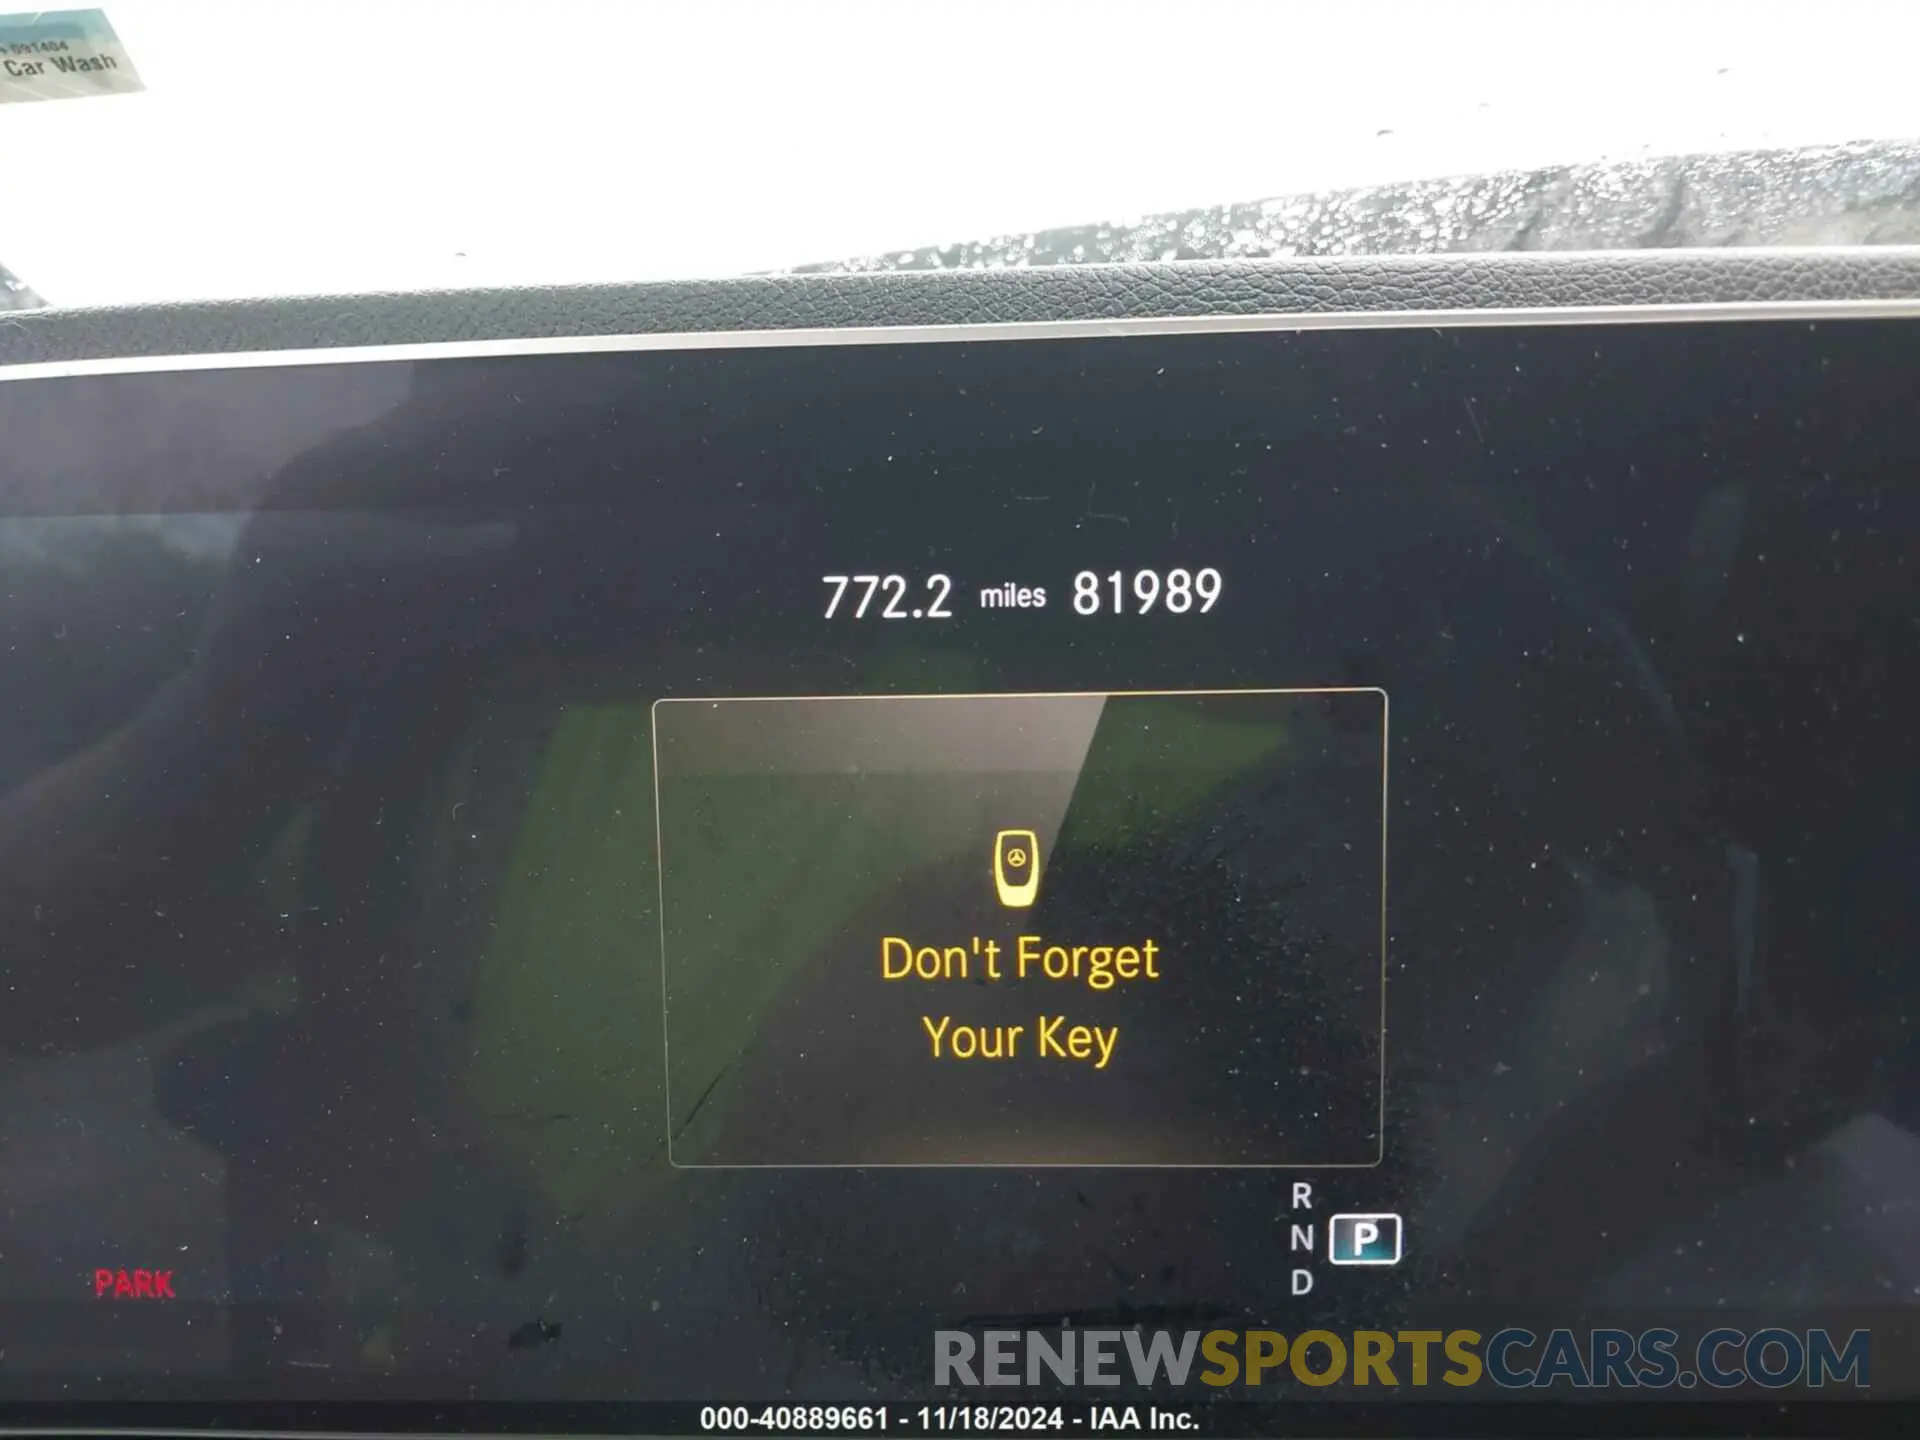 091404
Car Wash
772.2 miles 81989
Don't Forget
Your Key
R
N P
D
PARK
RENEWSPORTSCARS.COM
000-40889661 - 11/18/2024 - IAA Inc.